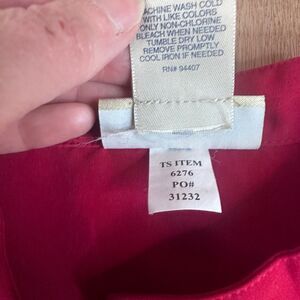 MACHINE WASH COLD
WITH LIKE COLORS
ONLY NON-CHLORINE
BLEACH WHEN NEEDED
TUMBLE DRY LOW
REMOVE PROMPTLY
COOL IRON IF NEEDED
RN# 94407
TS ITEM
6276
PO#
31232